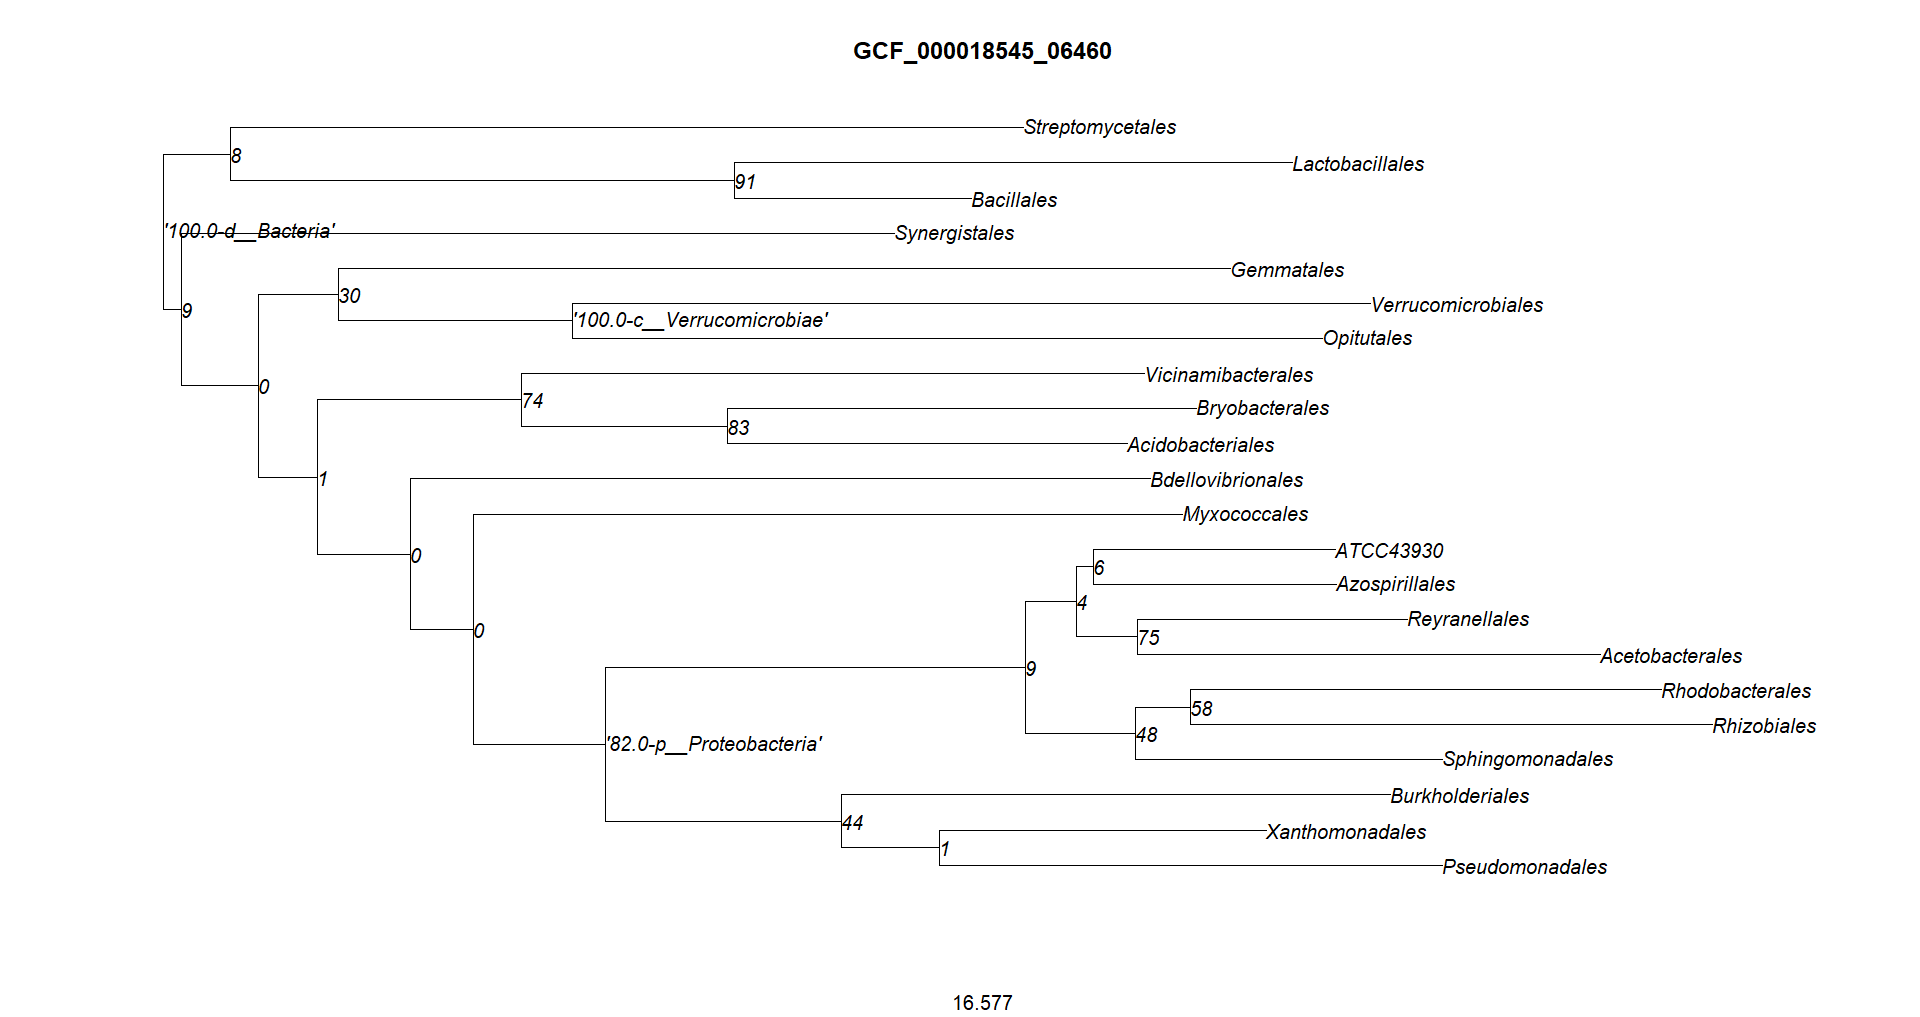 GCF_000018545_06460
Streptomycetales
8
Lactobacillales
91
Bacillales
'100.0-d__Bacteria'
Synergistales
Gemmatales
30
Verrucomicrobiales
9
'100.0-c__Verrucomicrobiae'
Opitutales
Vicinamibacterales
0
74
Bryobacterales
83
Acidobacteriales
1
Bdellovibrionales
Myxococcales
ATCC43930
0
6
Azospirillales
4
Reyranellales
0
75
Acetobacterales
9
Rhodobacterales
58
Rhizobiales
48
'82.0-p__Proteobacteria'
Sphingomonadales
Burkholderiales
44
Xanthomonadales
1
Pseudomonadales
16.577